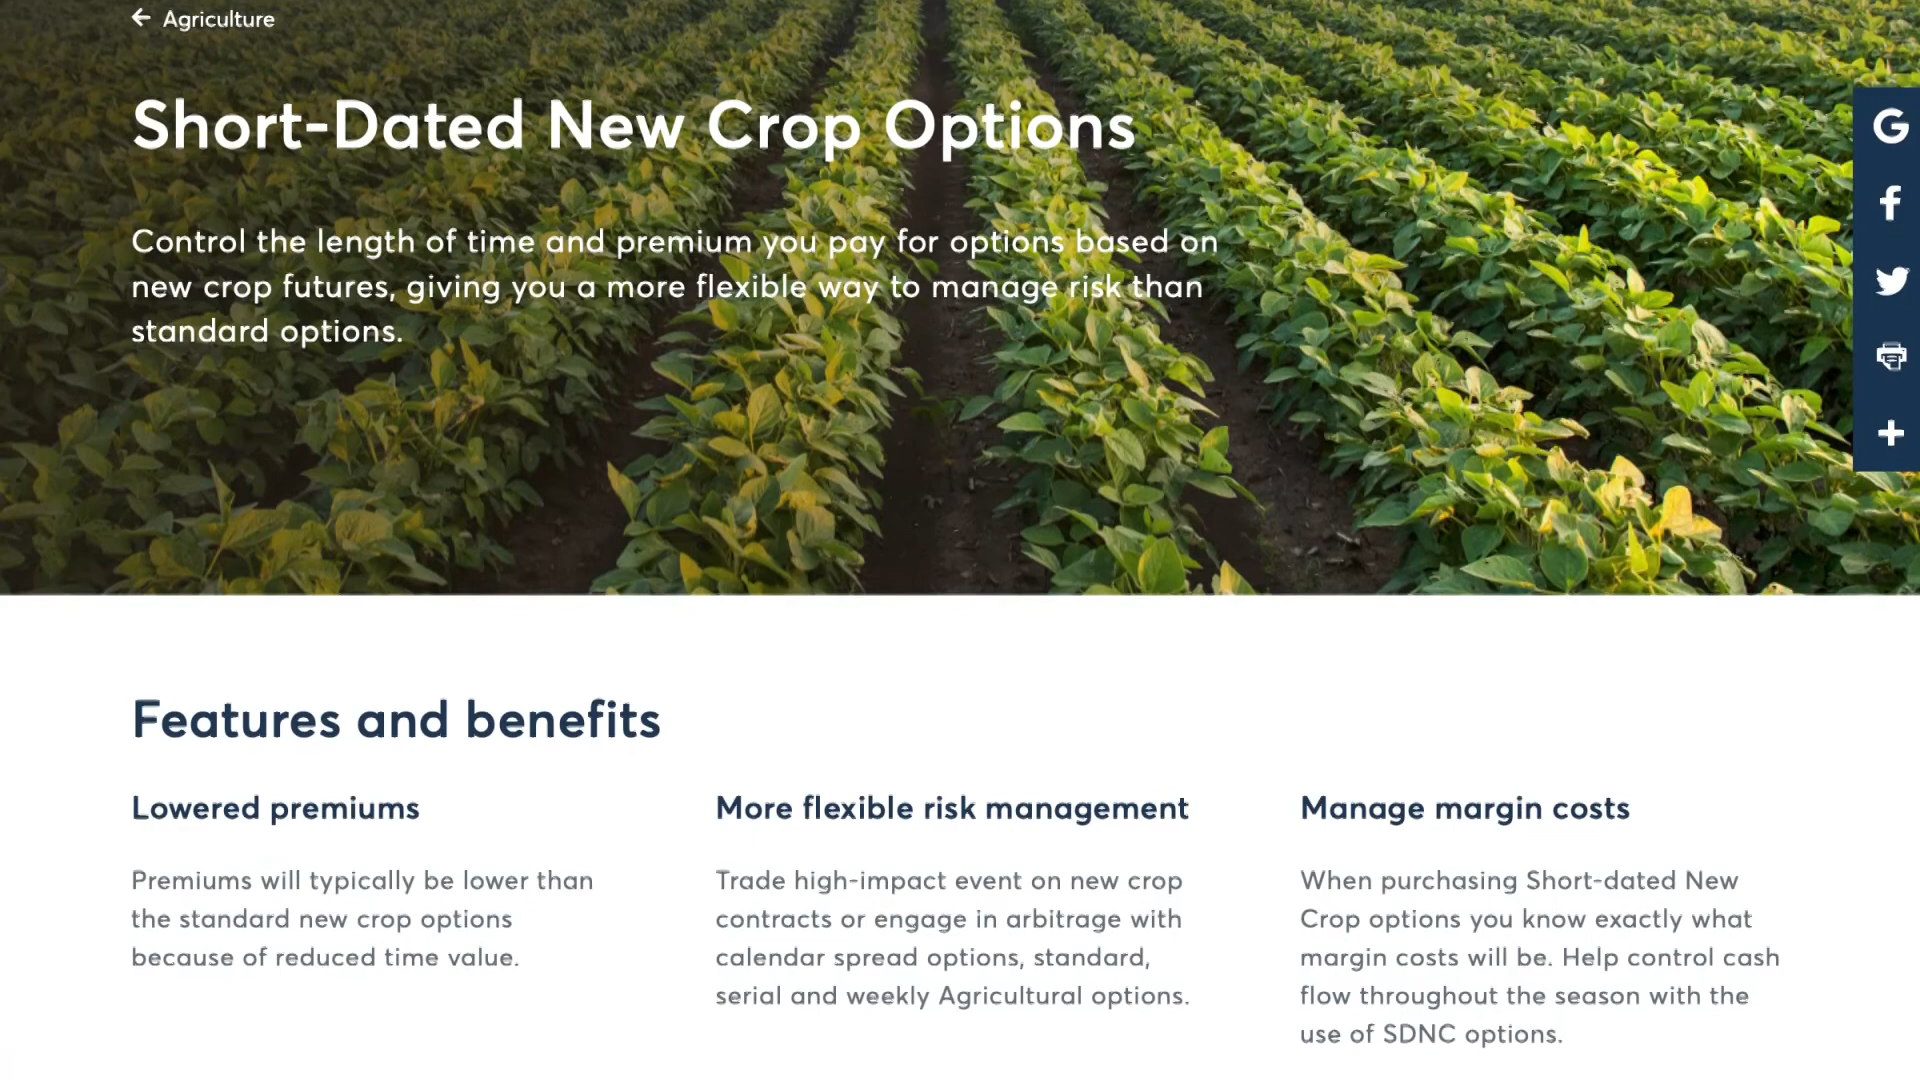 Agriculture
Short-Dated New Crop Options
Control the length of time and premium you pay for options based on
new crop futures, giving you a more flexible way to manage risk than
standard options.
Features and benefits
Lowered premiums
Premiums will typically be lower than
the standard new crop options
because of reduced time value.
More flexible risk management
Trade high-impact event on new crop
contracts or engage in arbitrage with
calendar spread options, standard,
serial and weekly Agricultural options.
Manage margin costs
When purchasing Short-dated New
Crop options you know exactly what
margin costs will be. Help control cash
flow throughout the season with the
use of SDNC options.